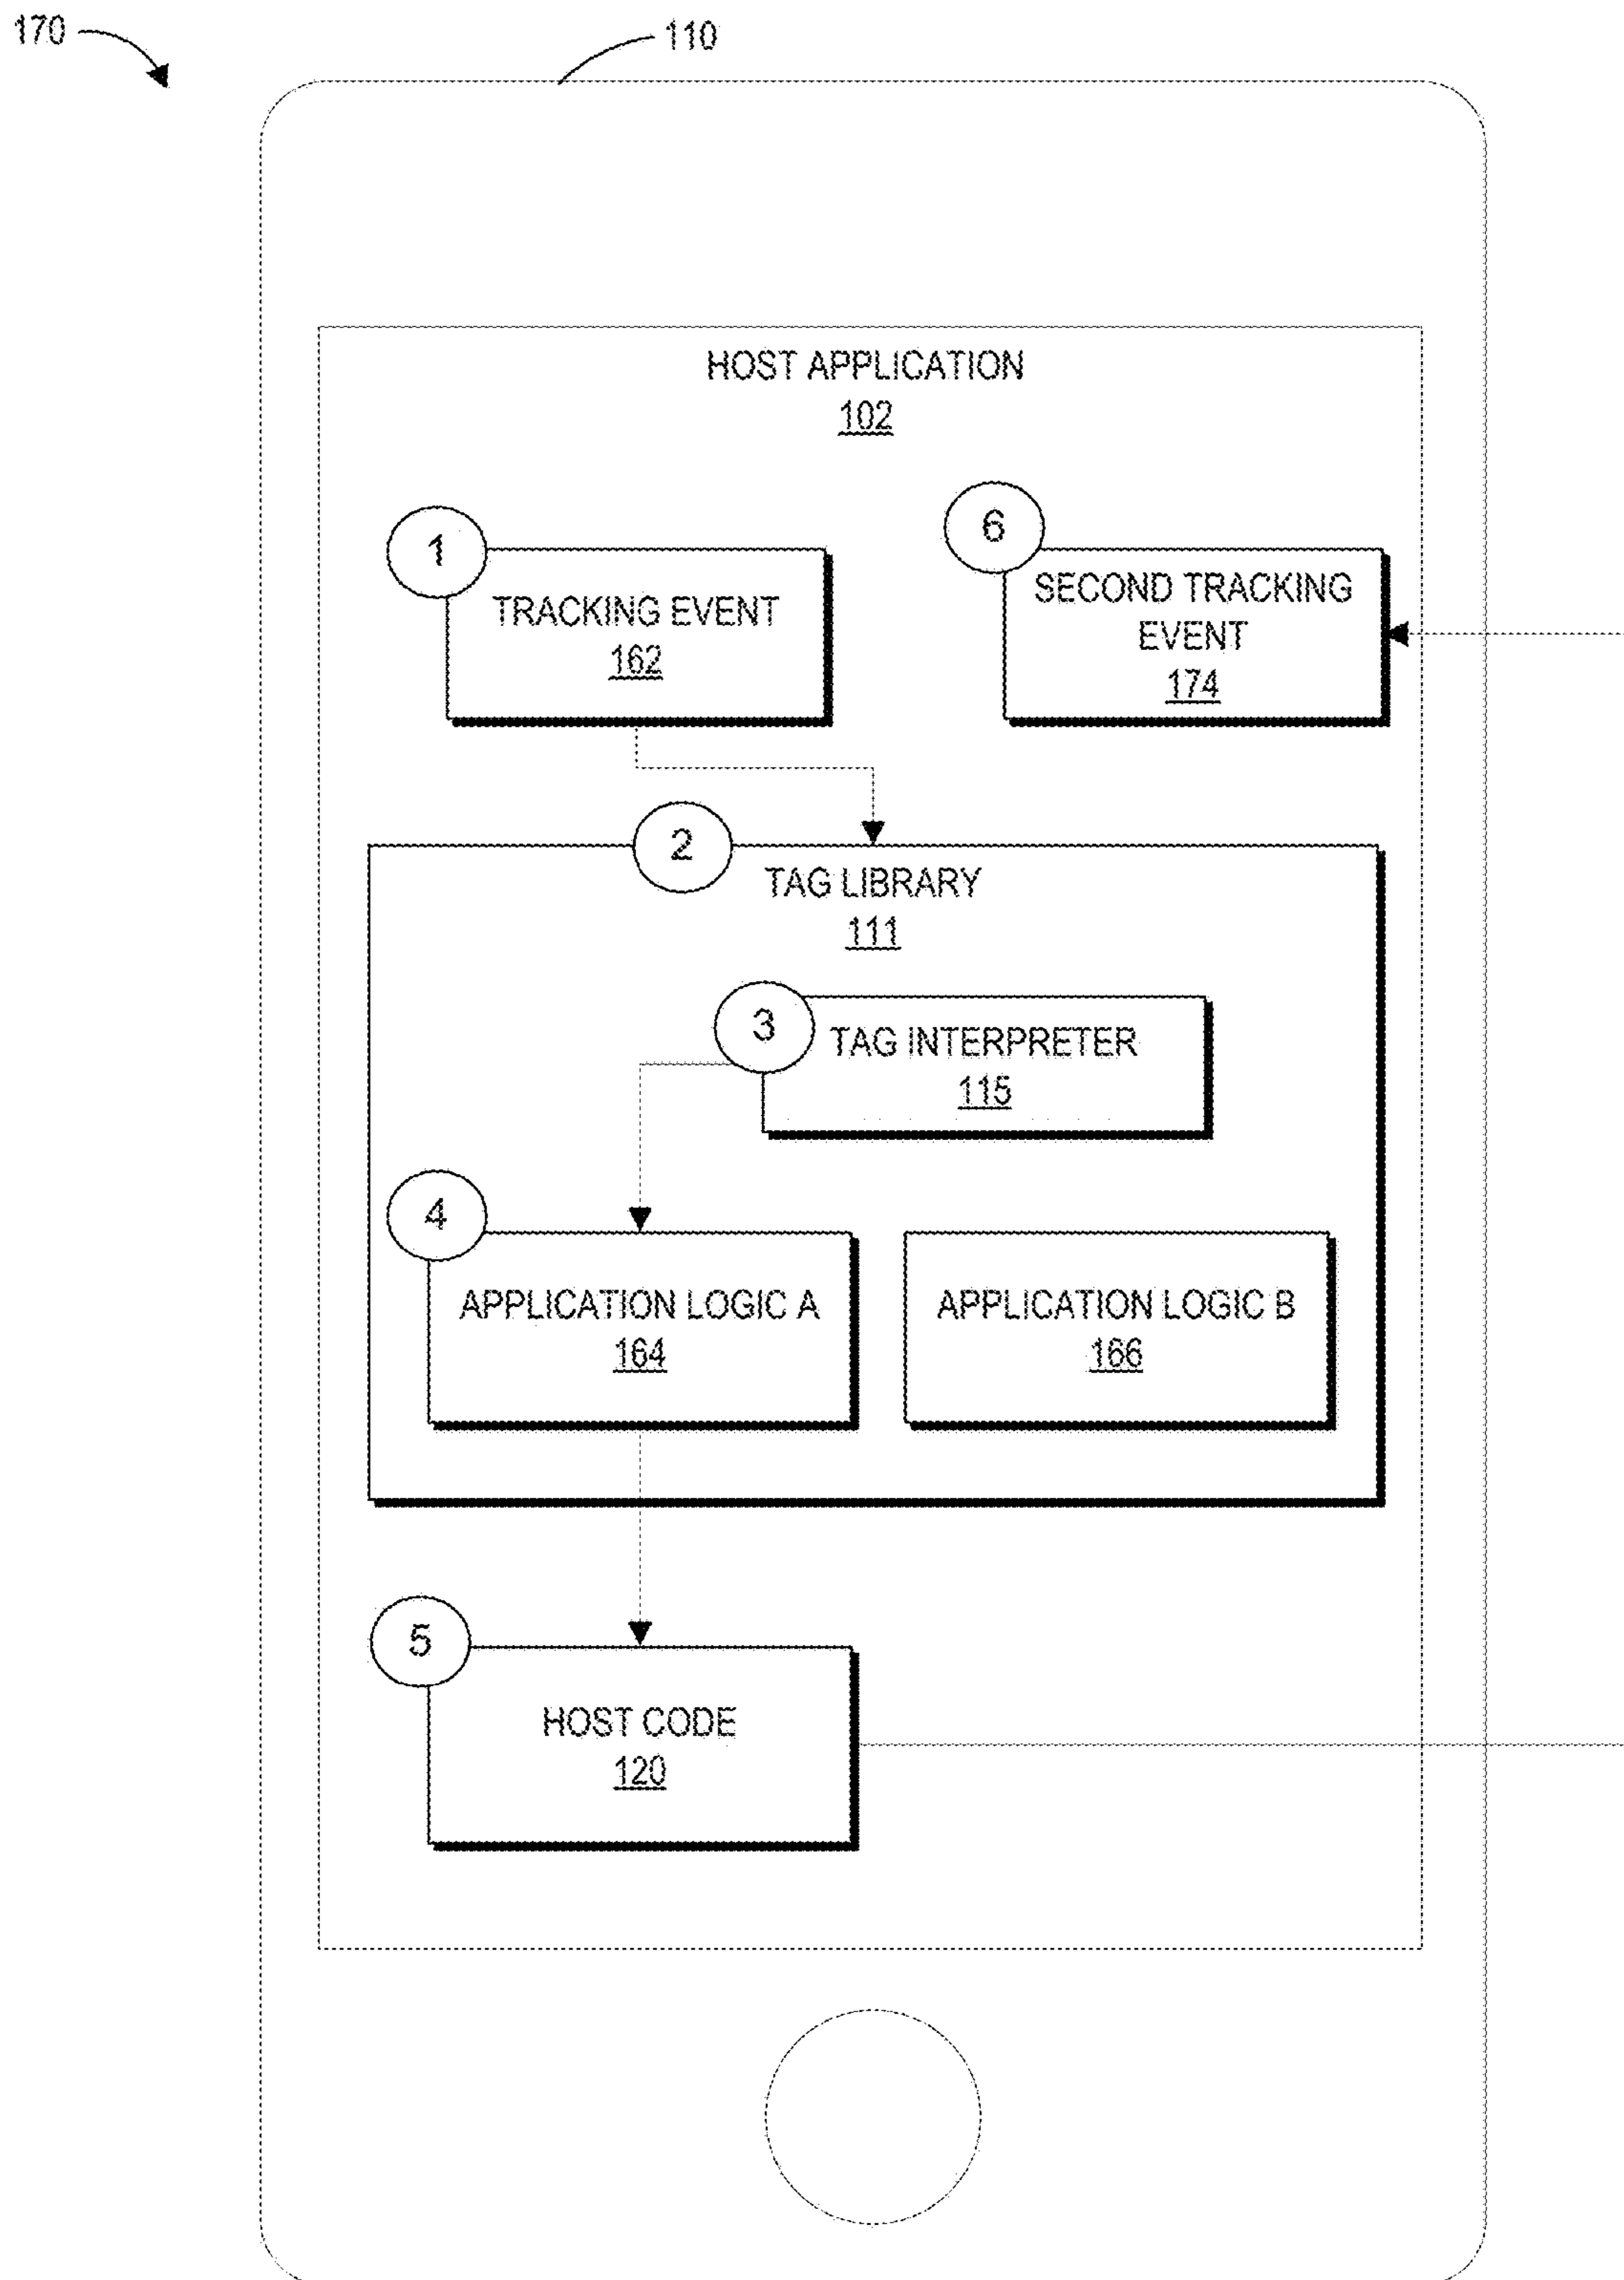 170
110
HOST APPLICATION
102
1
TRACKING EVENT
162
6
SECOND TRACKING
EVENT
174
2
TAG LIBRARY
111
3
TAG INTERPRETER
115
4
APPLICATION LOGIC A
164
APPLICATION LOGIC B
166
5
HOST CODE
120